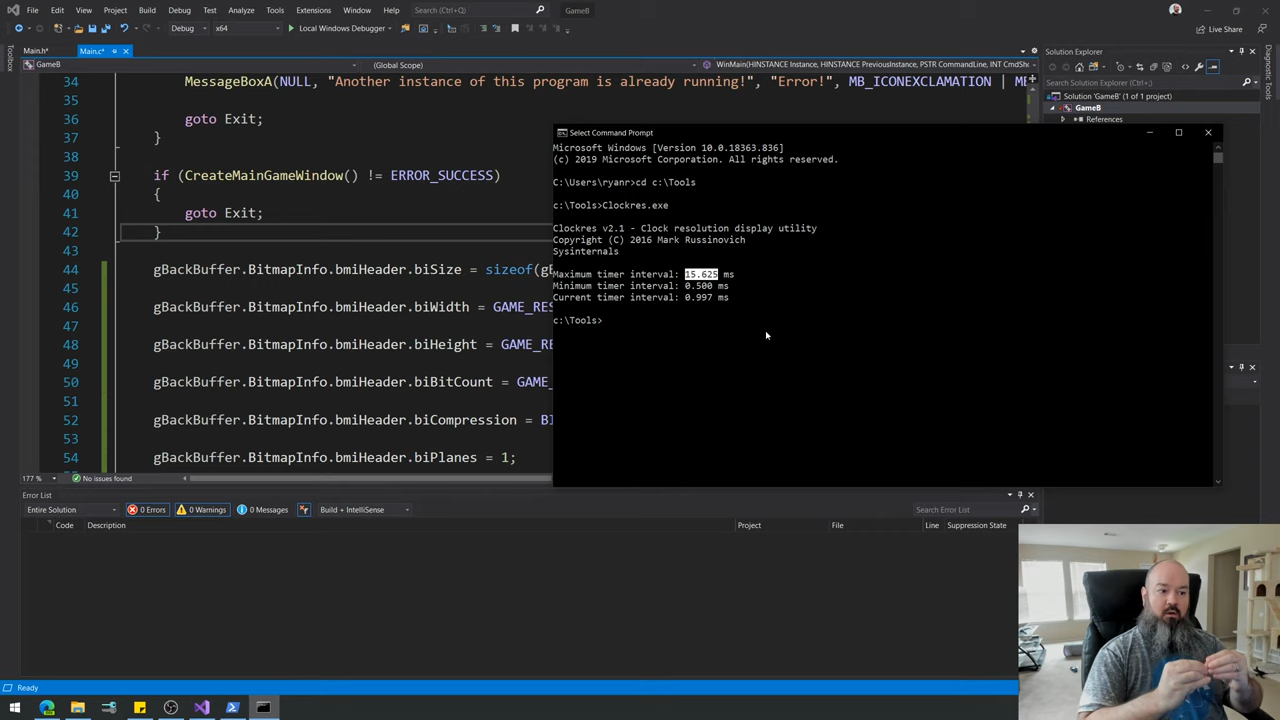 File Edit View Project Build Debug Test Analyze Tools Extensions Window Help Search (Ctrl+Q) GameB
Debug x64 Local Windows Debugger Live Share
Main.h* Main.c*
GameB (Global Scope) WinMain(HINSTANCE Instance, HINSTANCE PreviousInstance, PSTR CommandLine, INT CmdSho
Toolbox
Solution Explorer
Search Solution Explorer (Ctrl+;)
Solution 'GameB' (1 of 1 project)
GameB
References
Diagnostic Tools
34 MessageBoxA(NULL, "Another instance of this program is already running!", "Error!", MB_ICONEXCLAMATION | M
35
36 goto Exit;
37 }
38
39 if (CreateMainGameWindow() != ERROR_SUCCESS)
40 {
41 goto Exit;
42 }
43
44 gBackBuffer.BitmapInfo.bmiHeader.biSize = sizeof(g
45
46 gBackBuffer.BitmapInfo.bmiHeader.biWidth = GAME_RES
47
48 gBackBuffer.BitmapInfo.bmiHeader.biHeight = GAME_RE
49
50 gBackBuffer.BitmapInfo.bmiHeader.biBitCount = GAME_
51
52 gBackBuffer.BitmapInfo.bmiHeader.biCompression = BI
53
54 gBackBuffer.BitmapInfo.bmiHeader.biPlanes = 1;
Select Command Prompt
Microsoft Windows [Version 10.0.18363.836]
(c) 2019 Microsoft Corporation. All rights reserved.
C:\Users\ryanr>cd c:\Tools
c:\Tools>Clockres.exe
Clockres v2.1 - Clock resolution display utility
Copyright (C) 2016 Mark Russinovich
Sysinternals
Maximum timer interval: 15.625 ms
Minimum timer interval: 0.500 ms
Current timer interval: 0.997 ms
c:\Tools>
177 % No issues found
Error List
Entire Solution 0 Errors 0 Warnings 0 Messages Build + IntelliSense Search Error List
Code Description Project File Line Suppression State
Ready